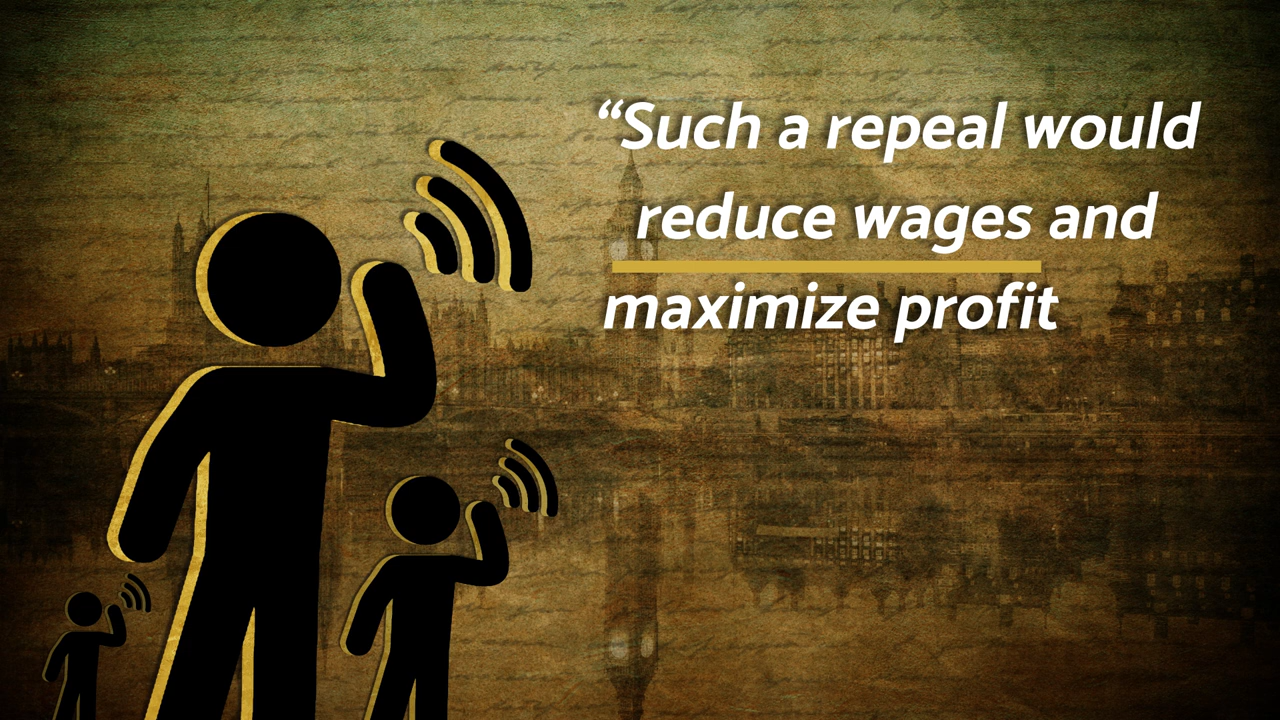 “Such a repeal would
reduce wages and
maximize profit